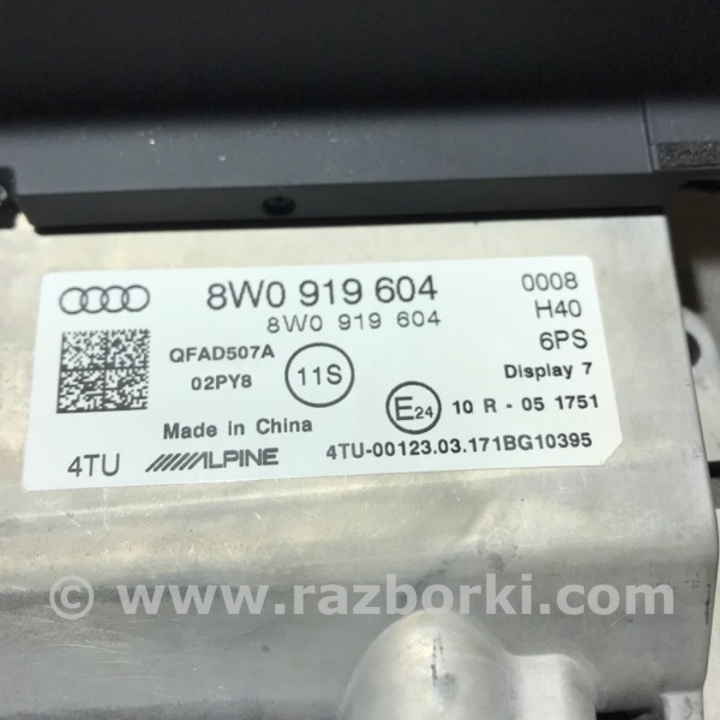 8W0 919 604
8W0 919 604
0008
H40
6PS
QFAD507A
02PY8
11S
Display 7
E24
10 R - 05 1751
Made in China
4TU
ALPINE
4TU-00123.03.171BG10395
© www.razborki.com